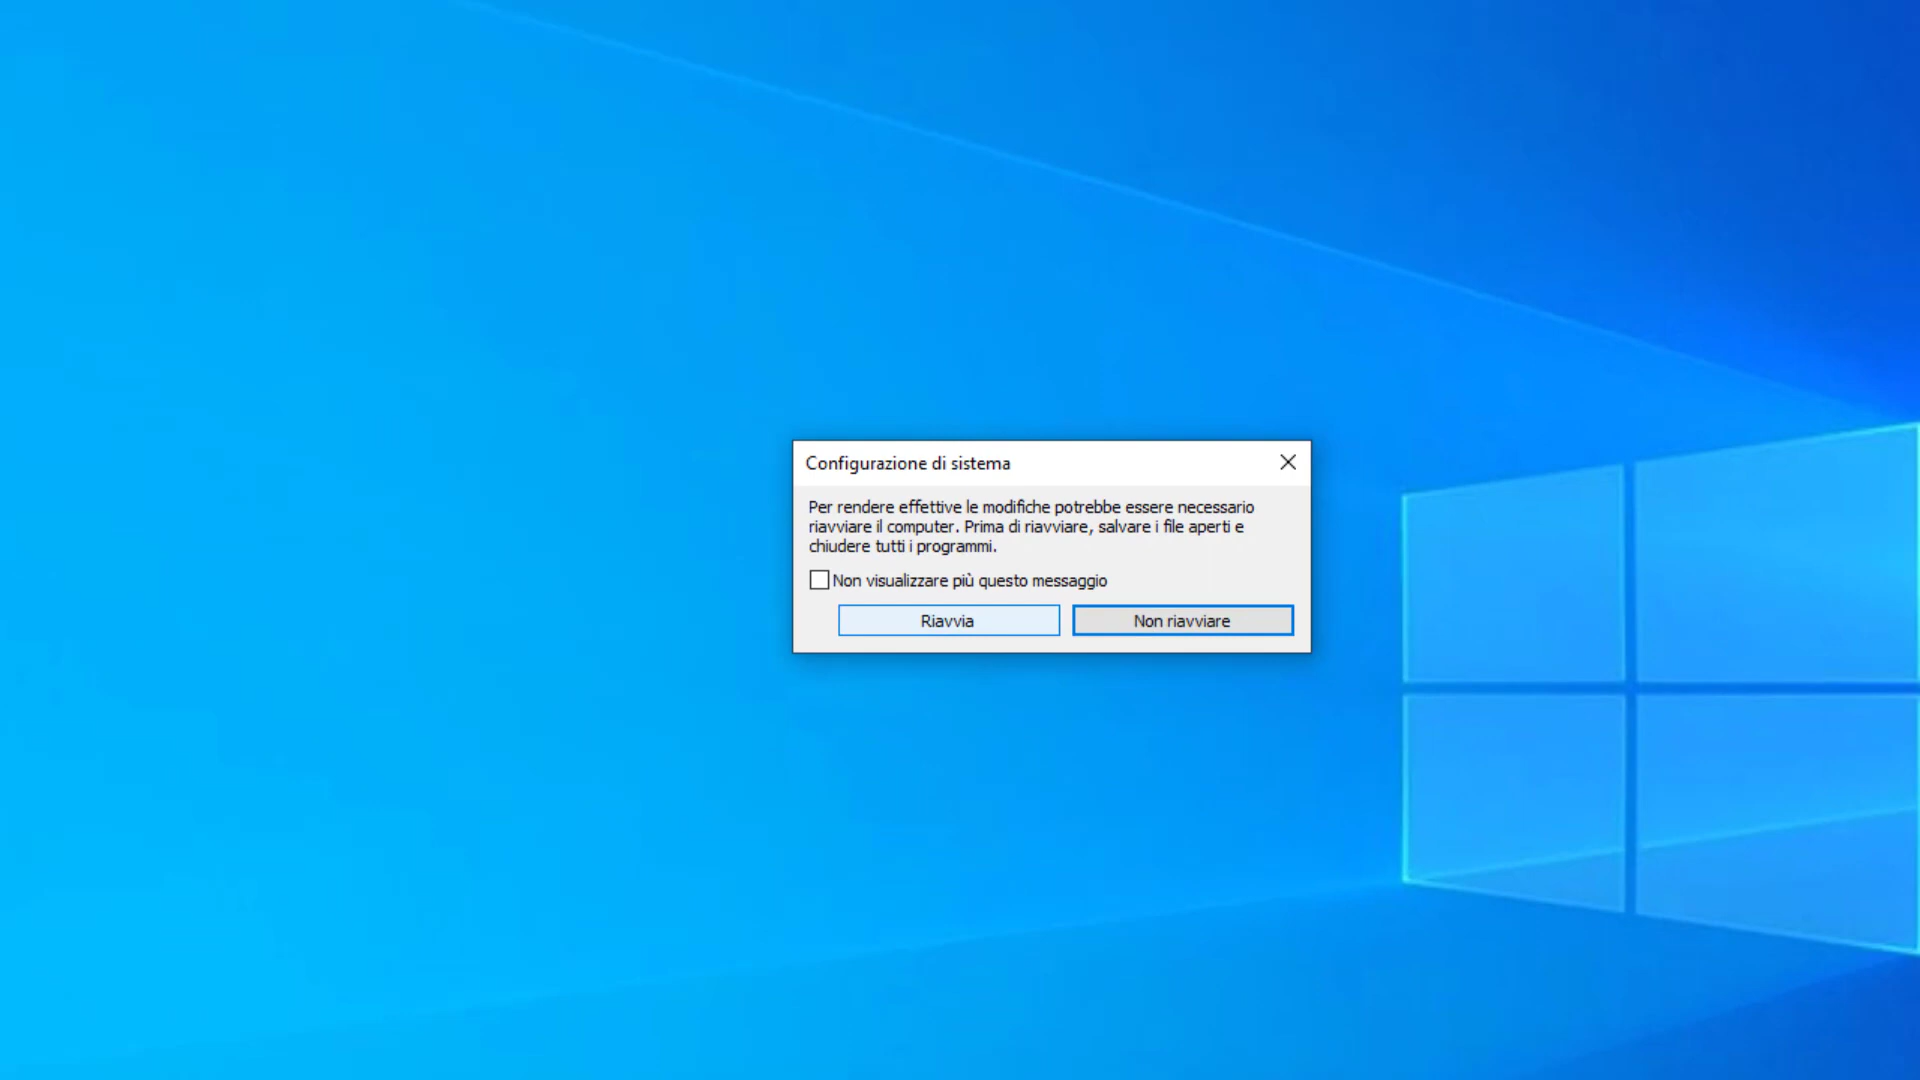 Configurazione di sistema
Per rendere effettive le modifiche potrebbe essere necessario
riavviare il computer. Prima di riavviare, salvare i file aperti e
chiudere tutti i programmi.
Non visualizzare più questo messaggio
Riavvia
Non riavviare